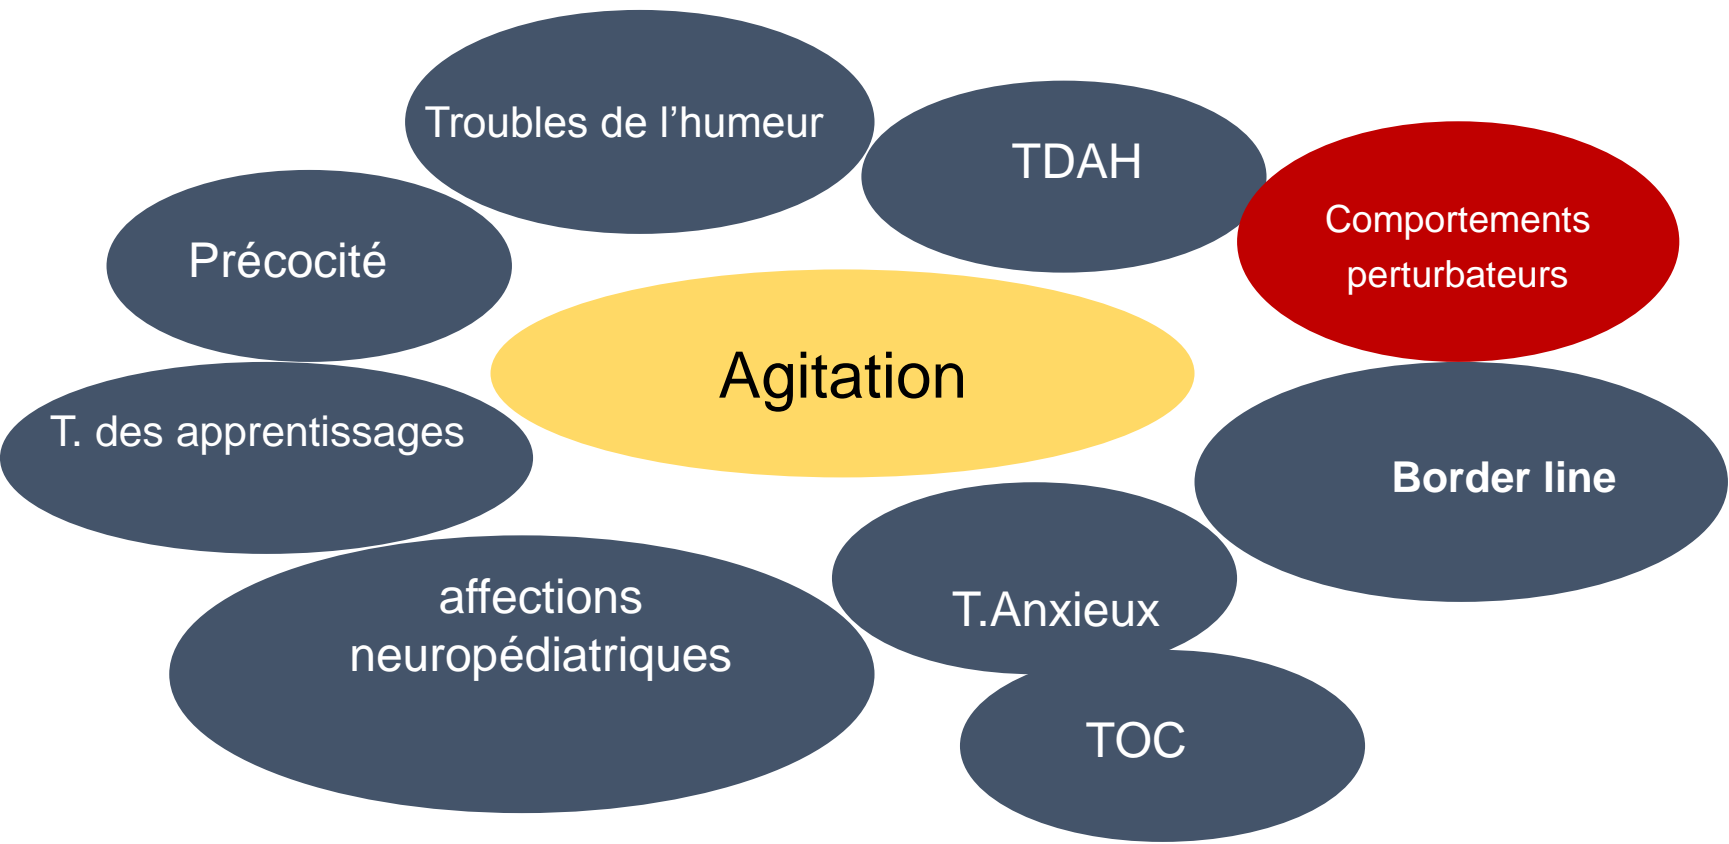 Troubles de l’humeur
TDAH
Comportements
perturbateurs
Précocité
Agitation
T. des apprentissages
Border line
affections
neuropédiatriques
T.Anxieux
TOC